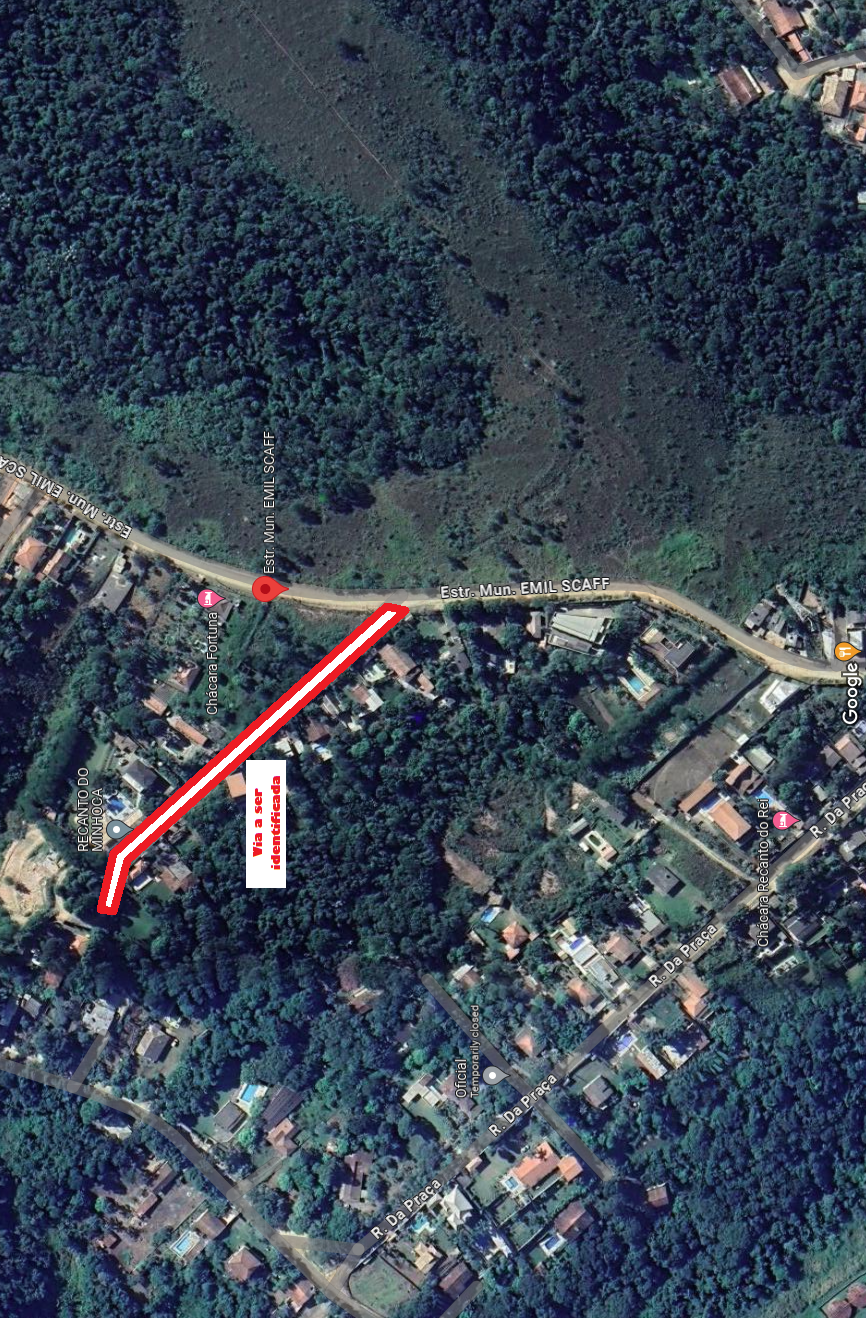 Estr. Mun. EMIL SCA
Estr. Mun. EMIL SCAFF
Estr. Mun. EMIL SCAFF
Chácara Fortuna
Google
RECANTO DO
MINHOCA
Via a ser
identificada
R. Da Praç
Chácara Recanto do Rei
R. Da Praça
Oficial
Temporarily closed
R. Da Praça
R. Da Praça